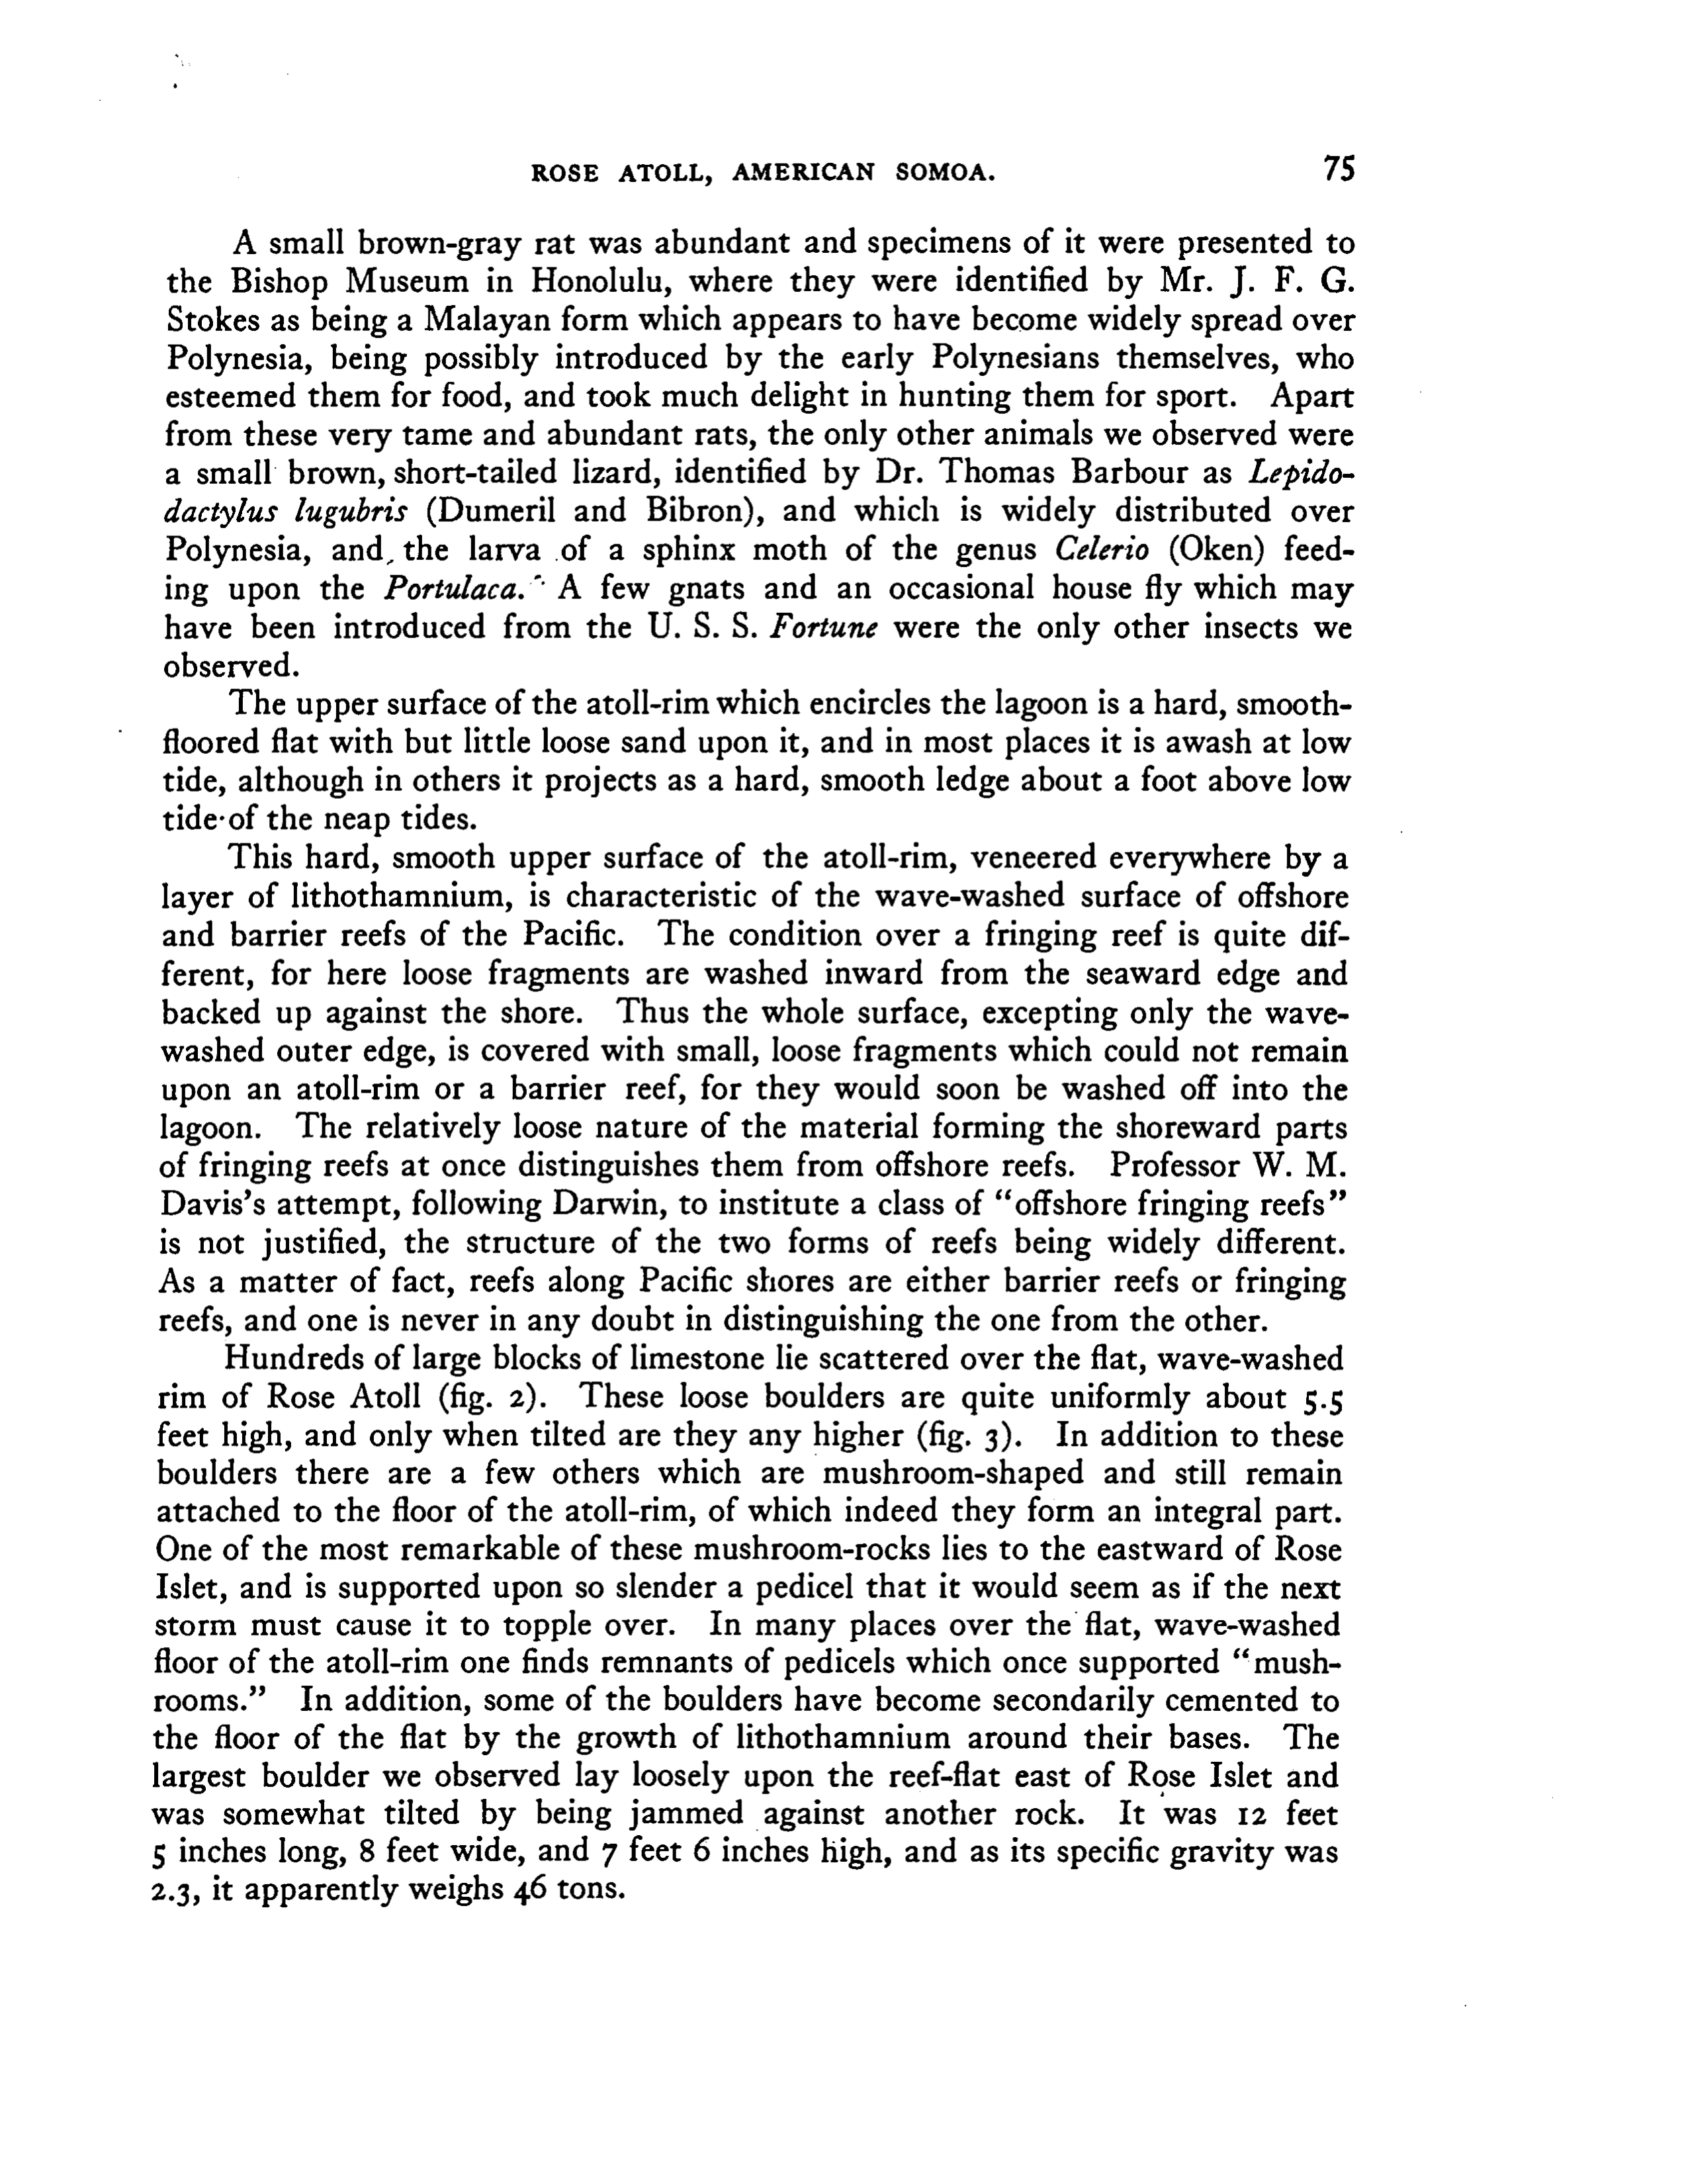 ROSE ATOLL, AMERICAN SOMOA. 75
A small brown-gray rat was abundant and specimens of it were presented to
the Bishop Museum in Honolulu, where they were identified by Mr. J. F. G.
Stokes as being a Malayan form which appears to have become widely spread over
Polynesia, being possibly introduced by the early Polynesians themselves, who
esteemed them for food, and took much delight in hunting them for sport. Apart
from these very tame and abundant rats, the only other animals we observed were
a small brown, short-tailed lizard, identified by Dr. Thomas Barbour as Lepido-
dactylus lugubris (Dumeril and Bibron), and which is widely distributed over
Polynesia, and, the larva of a sphinx moth of the genus Celerio (Oken) feed-
ing upon the Portulaca. A few gnats and an occasional house fly which may
have been introduced from the U. S. S. Fortune were the only other insects we
observed.
The upper surface of the atoll-rim which encircles the lagoon is a hard, smooth-
floored flat with but little loose sand upon it, and in most places it is awash at low
tide, although in others it projects as a hard, smooth ledge about a foot above low
tide of the neap tides.
This hard, smooth upper surface of the atoll-rim, veneered everywhere by a
layer of lithothamnium, is characteristic of the wave-washed surface of offshore
and barrier reefs of the Pacific. The condition over a fringing reef is quite dif-
ferent, for here loose fragments are washed inward from the seaward edge and
backed up against the shore. Thus the whole surface, excepting only the wave-
washed outer edge, is covered with small, loose fragments which could not remain
upon an atoll-rim or a barrier reef, for they would soon be washed off into the
lagoon. The relatively loose nature of the material forming the shoreward parts
of fringing reefs at once distinguishes them from offshore reefs. Professor W. M.
Davis's attempt, following Darwin, to institute a class of "offshore fringing reefs"
is not justified, the structure of the two forms of reefs being widely different.
As a matter of fact, reefs along Pacific shores are either barrier reefs or fringing
reefs, and one is never in any doubt in distinguishing the one from the other.
Hundreds of large blocks of limestone lie scattered over the flat, wave-washed
rim of Rose Atoll (fig. 2). These loose boulders are quite uniformly about 5.5
feet high, and only when tilted are they any higher (fig. 3). In addition to these
boulders there are a few others which are mushroom-shaped and still remain
attached to the floor of the atoll-rim, of which indeed they form an integral part.
One of the most remarkable of these mushroom-rocks lies to the eastward of Rose
Islet, and is supported upon so slender a pedicel that it would seem as if the next
storm must cause it to topple over. In many places over the flat, wave-washed
floor of the atoll-rim one finds remnants of pedicels which once supported "mush-
rooms." In addition, some of the boulders have become secondarily cemented to
the floor of the flat by the growth of lithothamnium around their bases. The
largest boulder we observed lay loosely upon the reef-flat east of Rose Islet and
was somewhat tilted by being jammed against another rock. It was 12 feet
5 inches long, 8 feet wide, and 7 feet 6 inches high, and as its specific gravity was
2.3, it apparently weighs 46 tons.